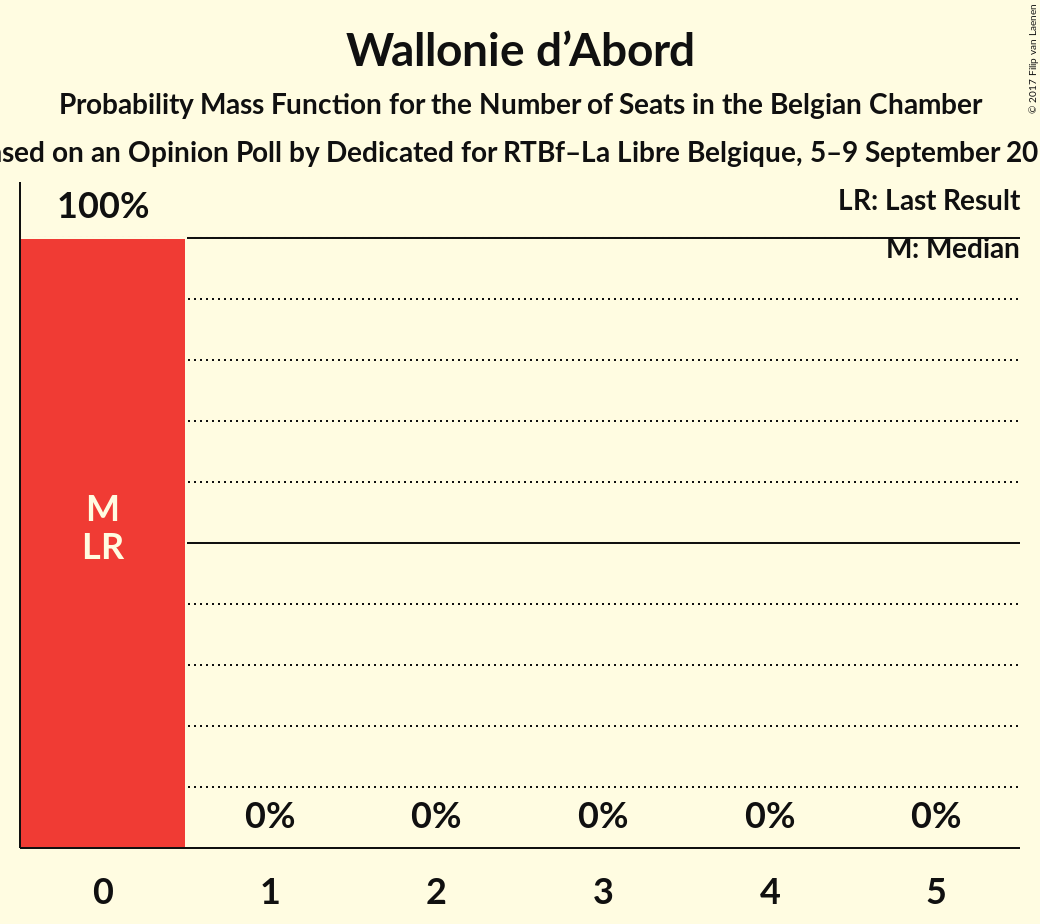 Wallonie d’Abord
Probability Mass Function for the Number of Seats in the Belgian Chamber
on an Opinion Poll by Dedicated for RTBf–La Libre Belgique, 5–9 September
© 2017 Filip van Laenen
LR: Last Result
M: Median
100%
M
LR
0% 0% 0% 0% 0%
0 1 2 3 4 5